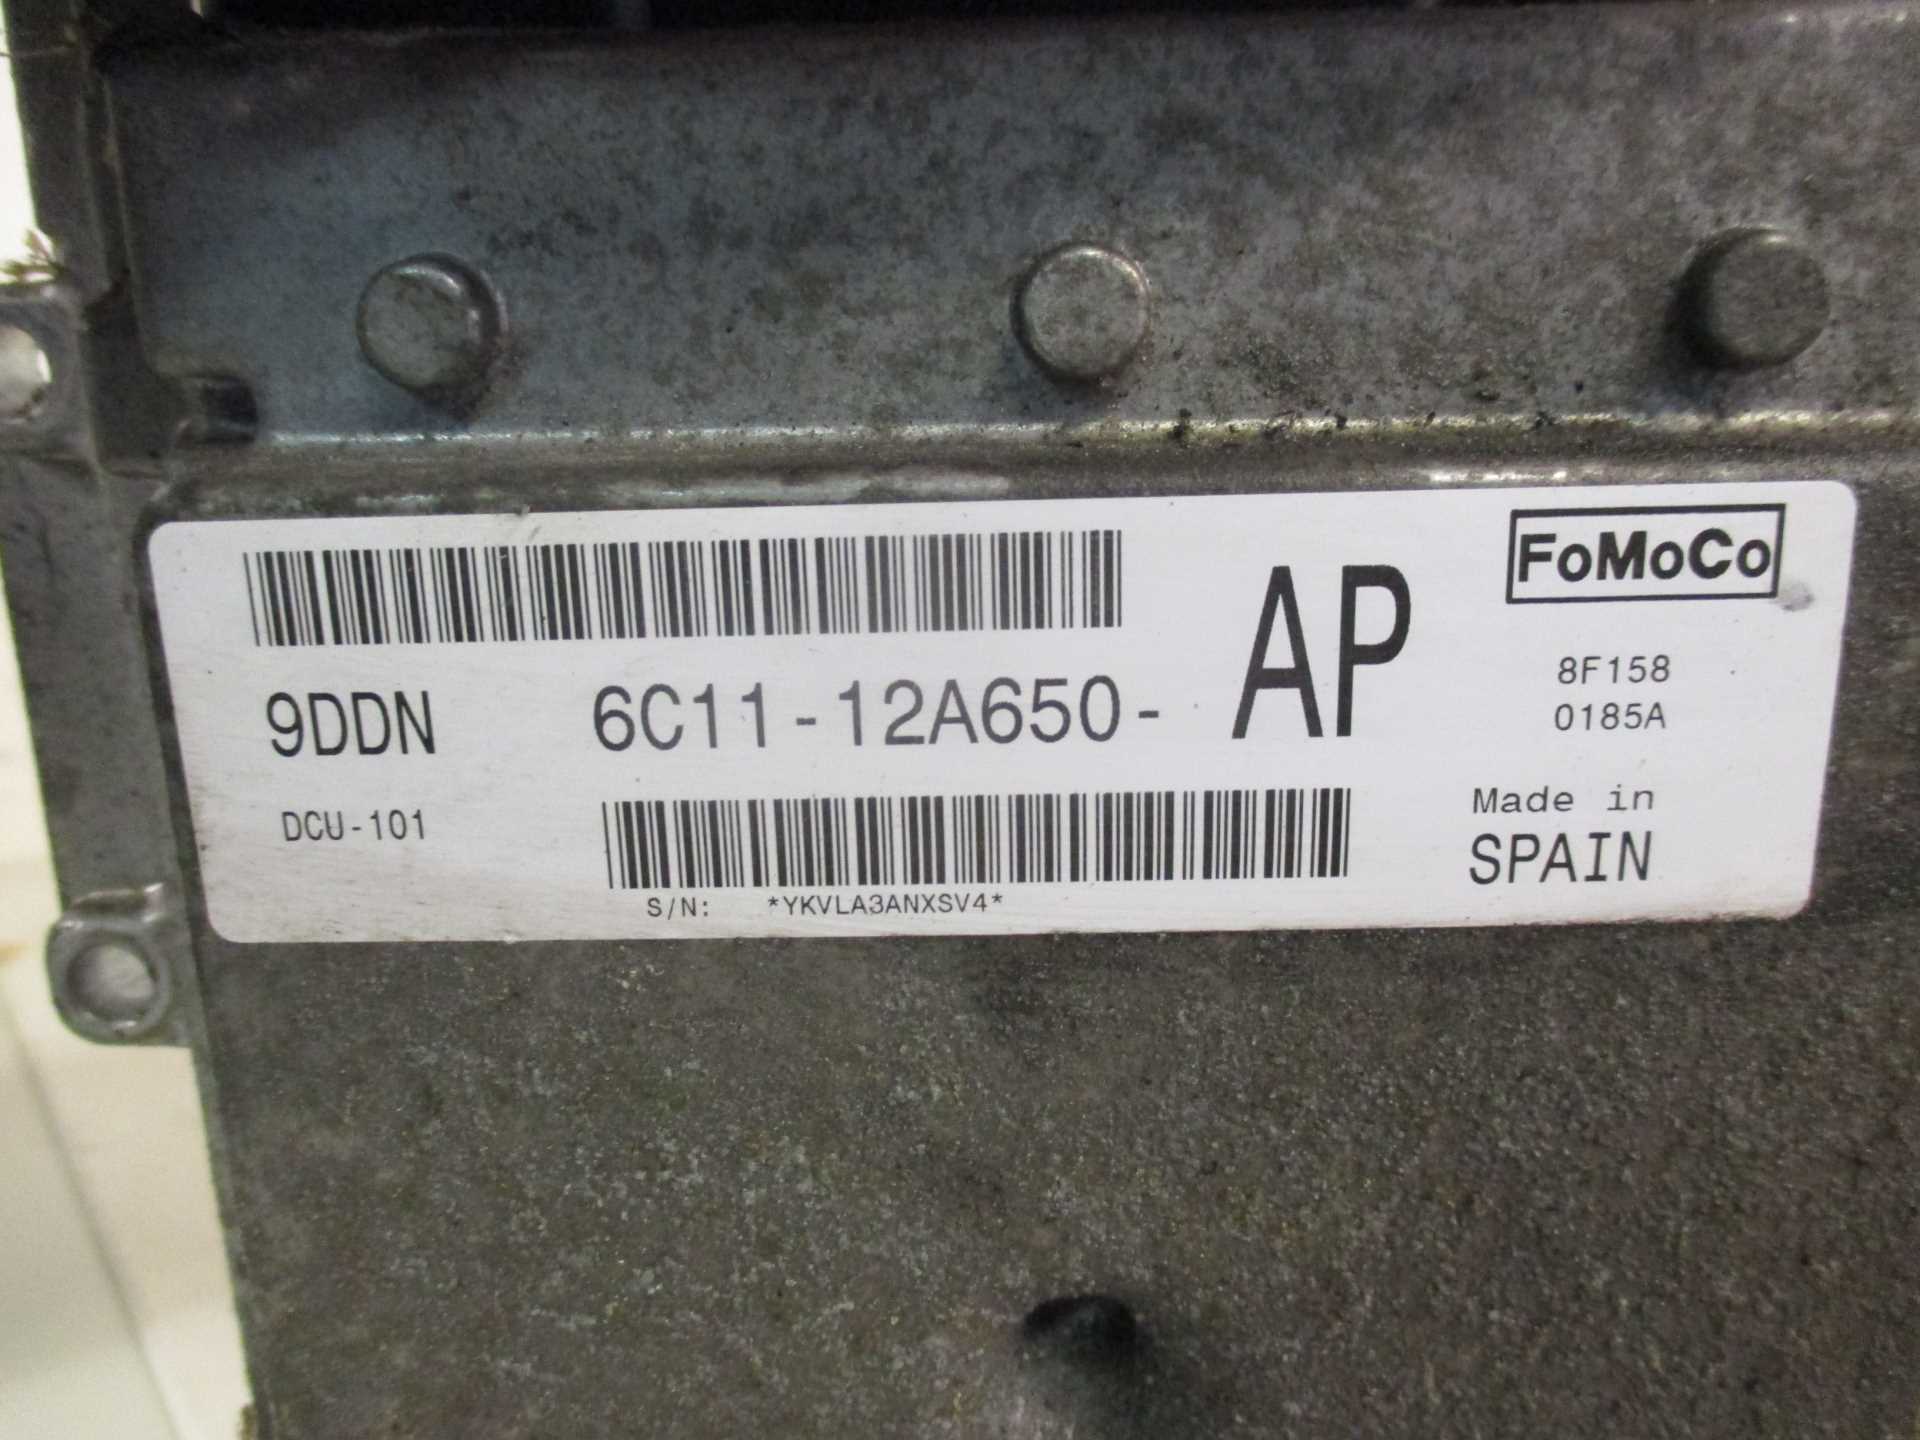 FoMoCo
9DDN 6C11-12A650- AP
8F158
0185A
DCU-101
Made in
SPAIN
S/N: *YKVLA3ANXSV4*